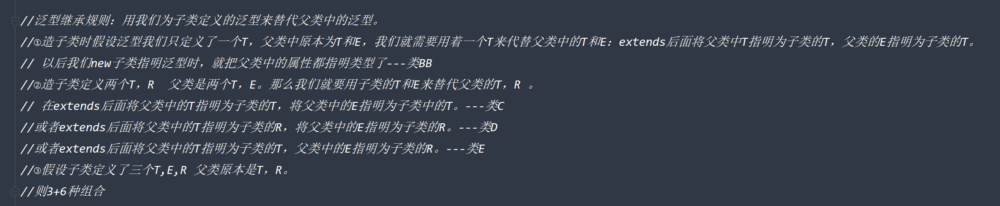 //泛型继承规则：用我们为子类定义的泛型来替代父类中的泛型。
//①造子类时假设泛型我们只定义了一个T，父类中原本为T和E，我们就需要用着一个T来代替父类中的T和E：extends后面将父类中T指明为子类的T，父类的E指明为子类的T。
// 以后我们new子类指明泛型时，就把父类中的属性都指明类型了---类BB
//②造子类定义两个T，R  父类是两个T，E。那么我们就要用子类的T和E来替代父类的T，R 。
// 在extends后面将父类中的T指明为子类的T，将父类中的E指明为子类中的T。---类C
//或者extends后面将父类中的T指明为子类的R，将父类中的E指明为子类的R。---类D
//或者extends后面将父类中的T指明为子类的T，父类中的E指明为子类的R。---类E
//③假设子类定义了三个T,E,R 父类原本是T，R。
//则3+6种组合